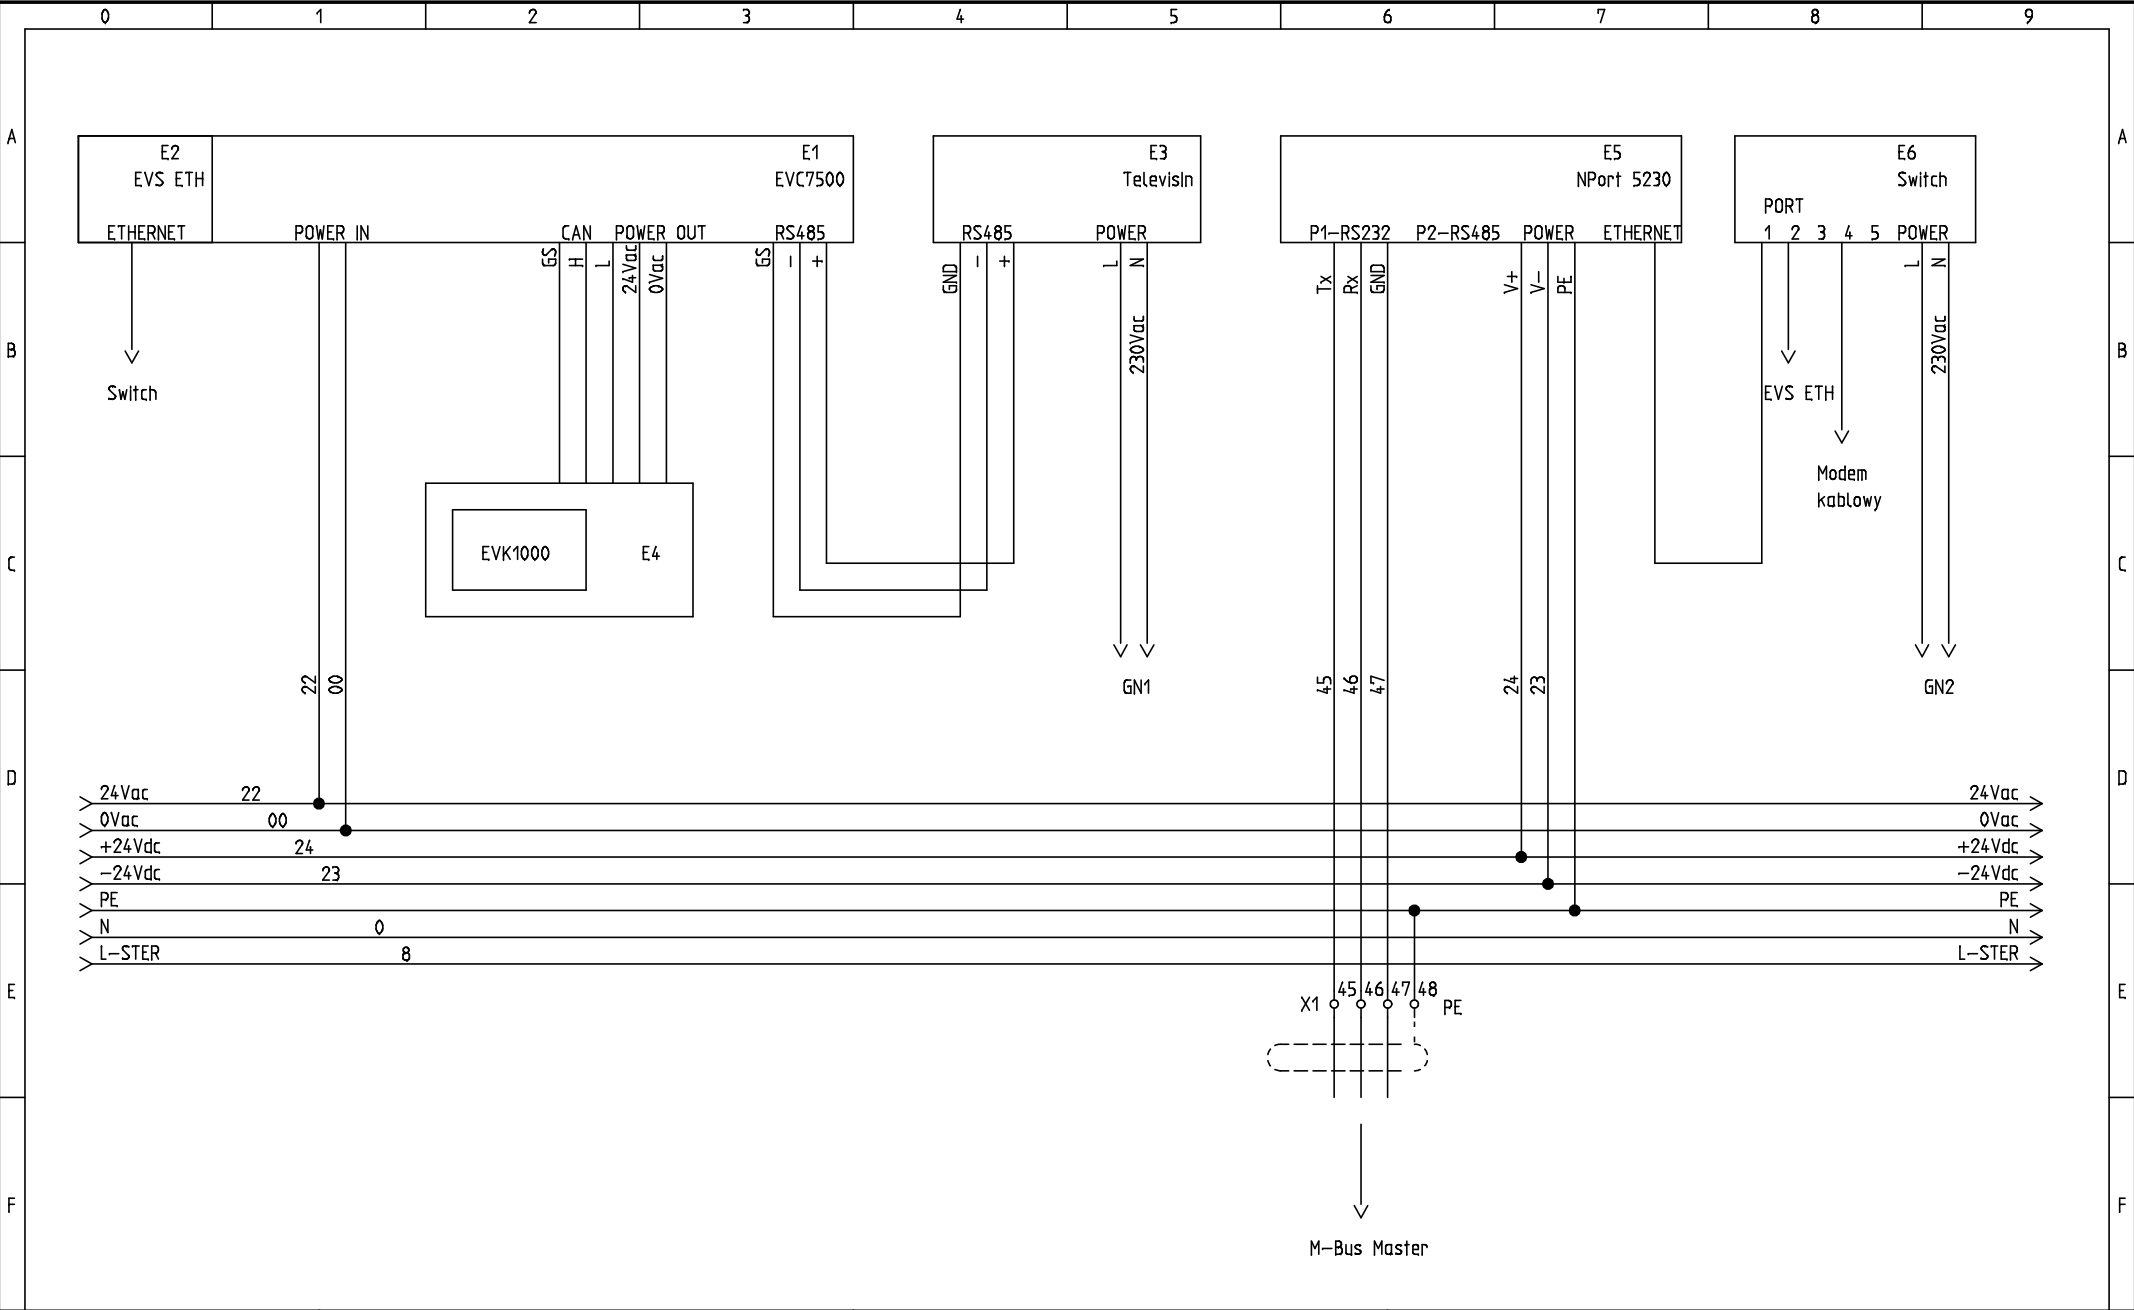 0 1 2 3 4 5 6 7 8 9
A A
E2 E1 E3 E5 E6
EVS ETH EVC7500 TelevisIn NPort 5230 Switch
PORT
ETHERNET POWER IN CAN POWER OUT RS485 RS485 POWER P1-RS232 P2-RS485 POWER ETHERNET 1 2 3 4 5 POWER
GS H L 24Vac 0Vac GS - + GND - + L N Tx Rx GND V+ V- PE L N
230Vac 230Vac
B B
Switch EVS ETH
Modem
kablowy
EVK1000 E4
C C
22 00 GN1 45 46 47 24 23 GN2
D D
24Vac 22 24Vac
0Vac 00 0Vac
+24Vdc 24 +24Vdc
-24Vdc 23 -24Vdc
PE PE
N 0 N
L-STER 8 L-STER
E 45 46 47 48 E
X1 PE
F F
M-Bus Master